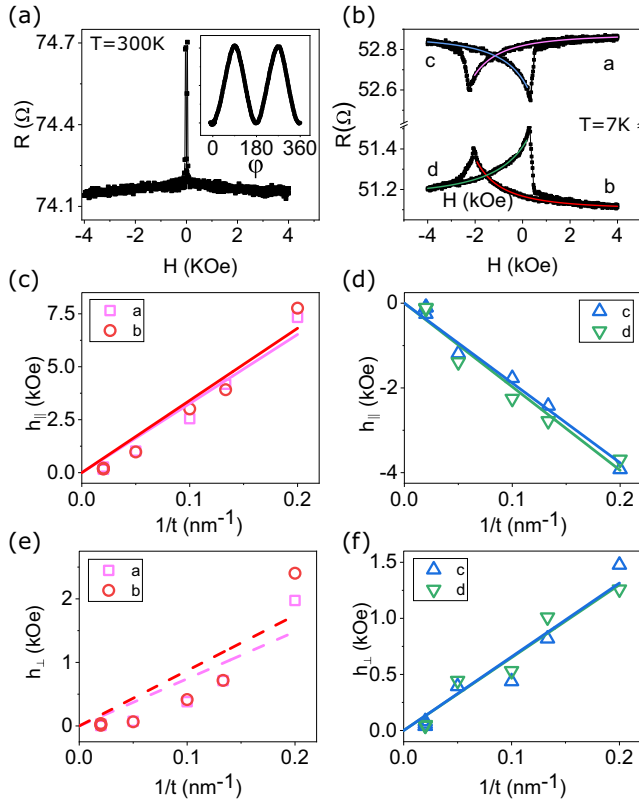 (a)
74.7
74.4
74.1
R (Ω)
T=300K
0 180 360
φ
-4 -2 0 2 4
H (KOe)
(b)
52.8
52.6
51.5
51.2
R(Ω)
c
a
T=7K =
d
b
H (kOe)
-4 -2 0 2 4
H (kOe)
(c)
7.5
5.0
2.5
0.0
h∥ (kOe)
a
b
0.0 0.1 0.2
1/t (nm⁻¹)
(d)
0
-2
-4
h∥ (kOe)
c
d
0.0 0.1 0.2
1/t (nm⁻¹)
(e)
2
1
0
h⊥ (kOe)
a
b
0.0 0.1 0.2
1/t (nm⁻¹)
(f)
1.5
1.0
0.5
0.0
h⊥ (kOe)
c
d
0.0 0.1 0.2
1/t (nm⁻¹)